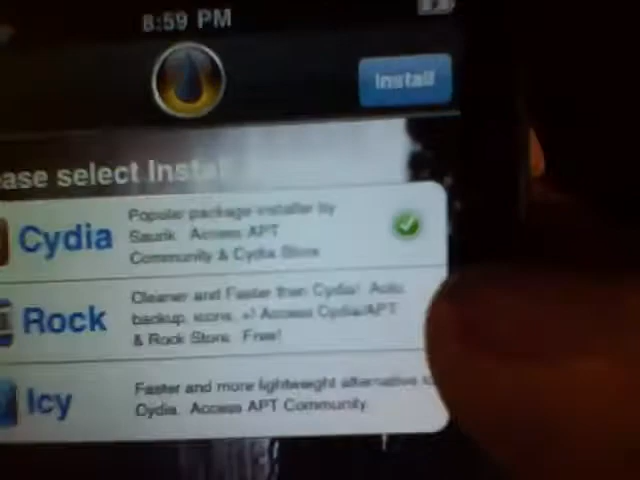 8:59 PM
Install
ase select Instal
Cydia
Popular package installer by
Saurik. Access APT
Community & Cydia Store
Rock
Cleaner and Faster then Cydia! Auto
backup, icons, +! Access Cydia/APT
& Rock Store. Free!
Icy
Faster and more lightweight alternative to
Cydia. Access APT Community.